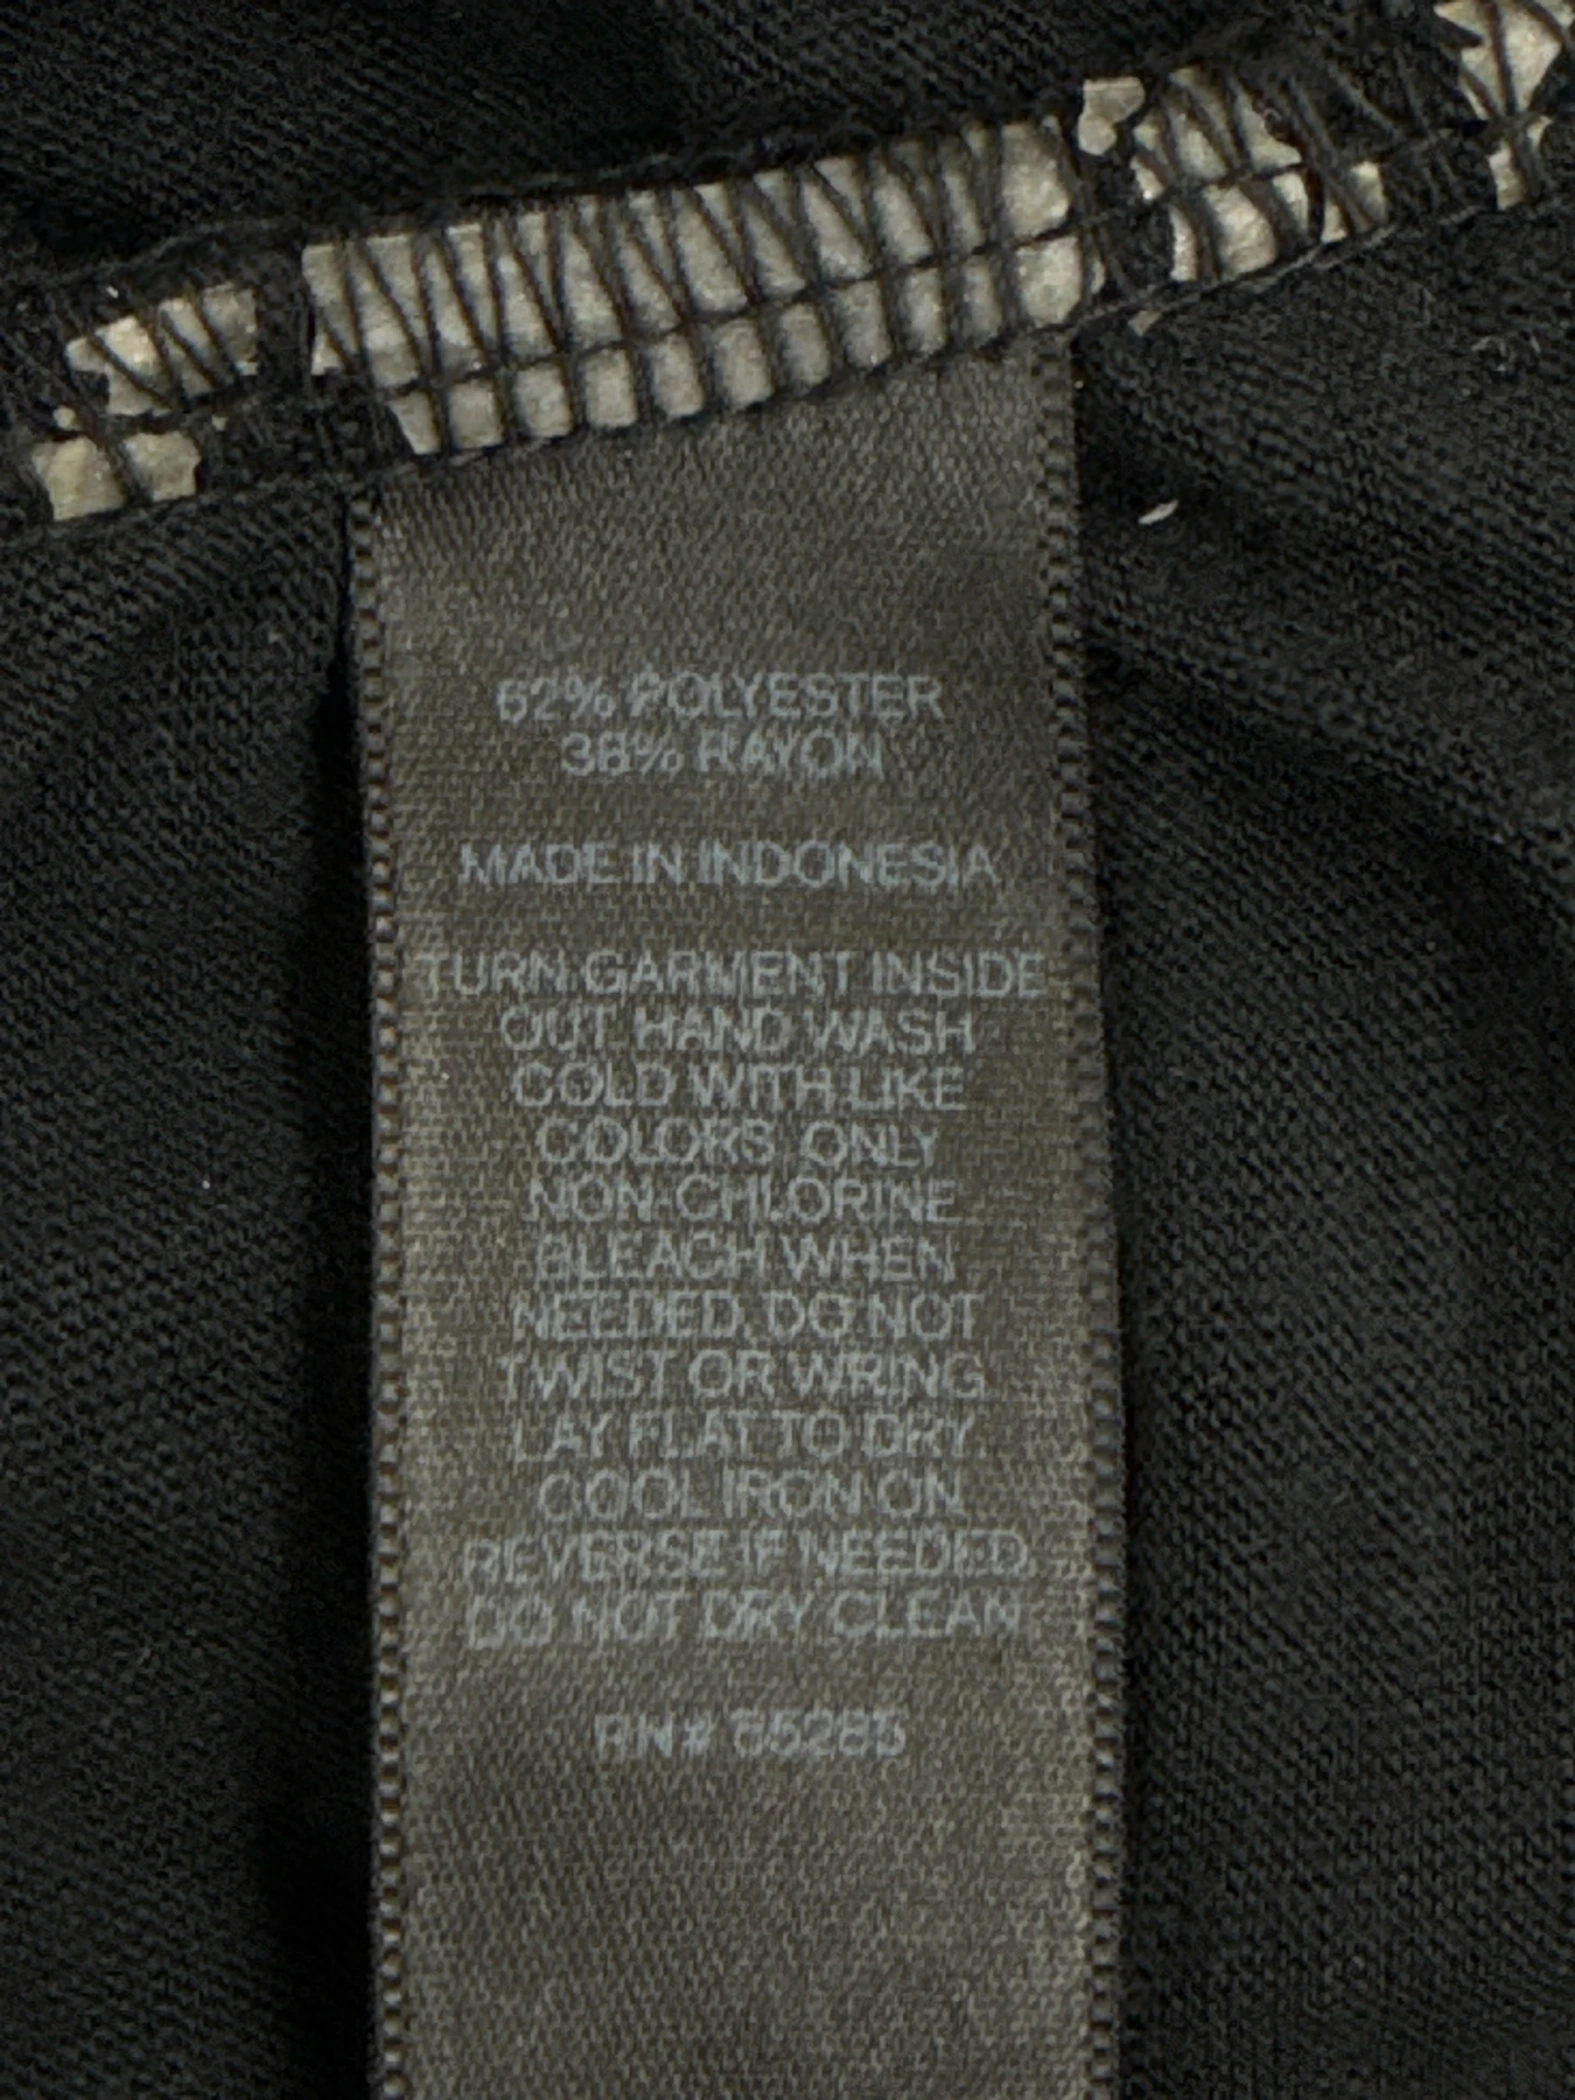 62% POLYESTER
38% RAYON
MADE IN INDONESIA
TURN GARMENT INSIDE
OUT HAND WASH
COLD WITH LIKE
COLORS ONLY
NON-CHLORINE
BLEACH WHEN
NEEDED. DO NOT
TWIST OR WRING
LAY FLAT TO DRY
COOL IRON ON
REVERSE IF NEEDED
DO NOT DRY CLEAN
RN#